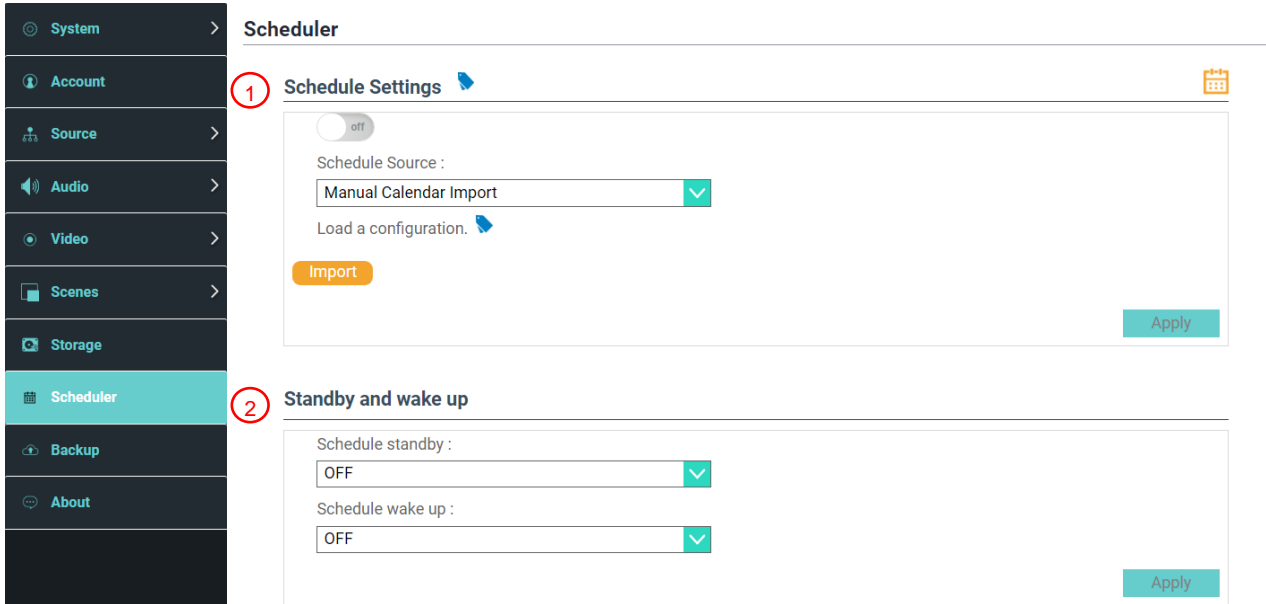 System
Account
Source
Audio
Video
Scenes
Storage
Scheduler
Backup
About
Scheduler
1
Schedule Settings
off
Schedule Source :
Manual Calendar Import
Load a configuration.
Import
Apply
2
Standby and wake up
Schedule standby :
OFF
Schedule wake up :
OFF
Apply